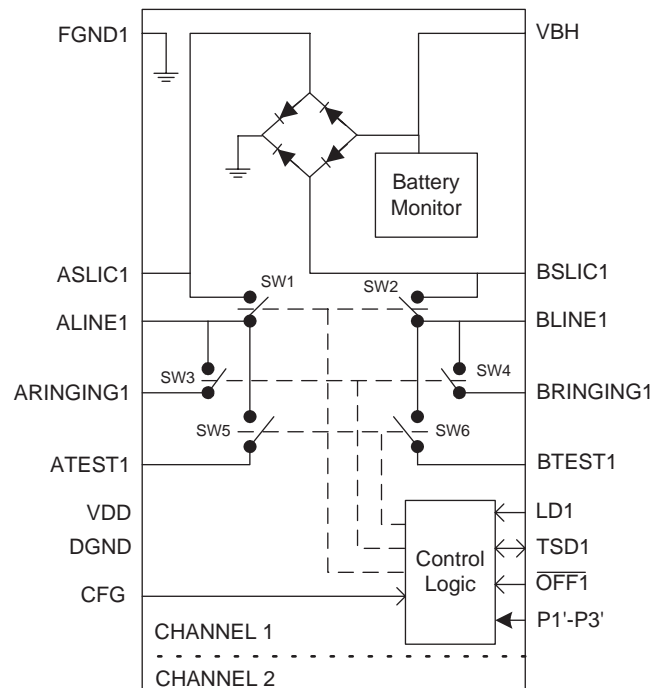 FGND1
VBH
Battery
Monitor
ASLIC1
BSLIC1
SW1
SW2
ALINE1
BLINE1
SW3
SW4
ARINGING1
BRINGING1
SW5
SW6
ATEST1
BTEST1
VDD
LD1
DGND
TSD1
Control
Logic
CFG
OFF1
P1'-P3'
CHANNEL 1
CHANNEL 2